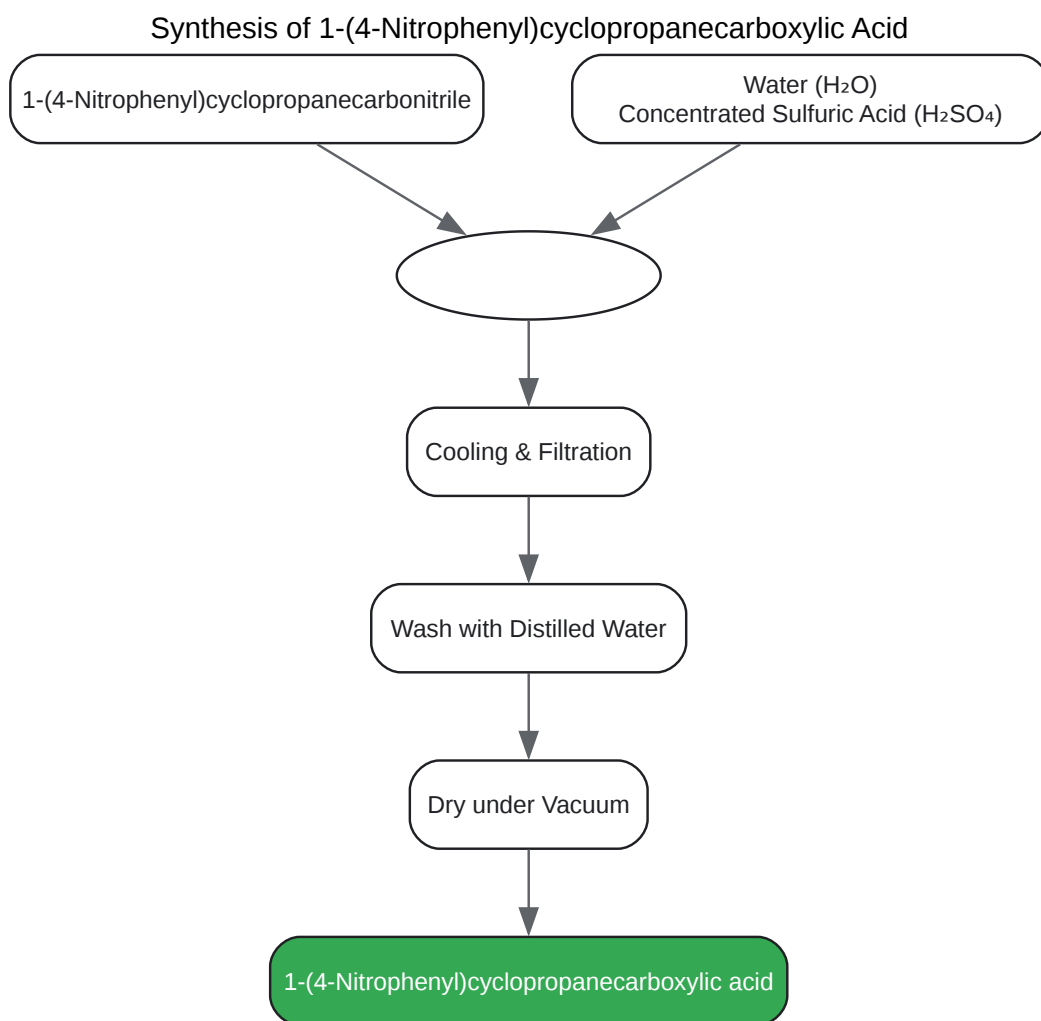 Synthesis of 1-(4-Nitrophenyl)cyclopropanecarboxylic Acid
1-(4-Nitrophenyl)cyclopropanecarbonitrile
Water (H₂O)
Concentrated Sulfuric Acid (H₂SO₄)
Cooling & Filtration
Wash with Distilled Water
Dry under Vacuum
1-(4-Nitrophenyl)cyclopropanecarboxylic acid